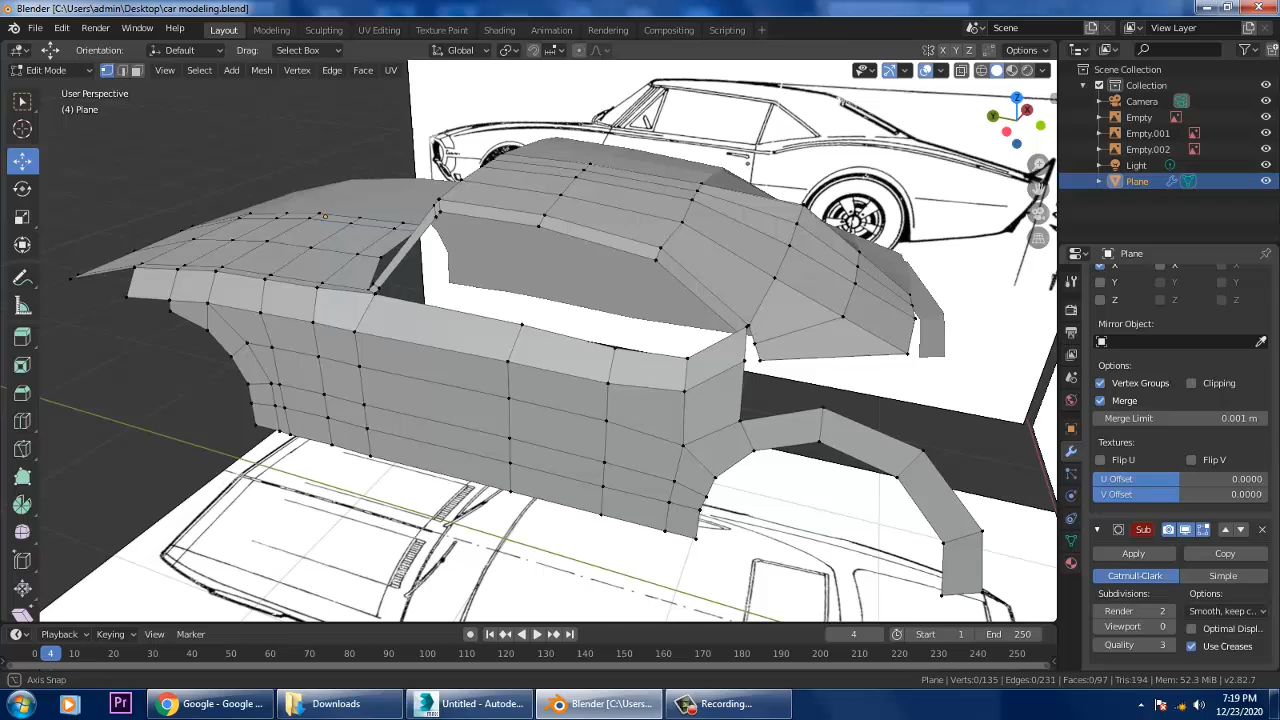 Blender [C:\Users\admin\Desktop\car modeling.blend]
File Edit Render Window Help
Layout Modeling Sculpting UV Editing Texture Paint Shading Animation Rendering Compositing Scripting +
Scene View Layer
Orientation: Default Drag: Select Box Global X Y Z Options
Edit Mode View Select Add Mesh Vertex Edge Face UV
User Perspective
(4) Plane
Z
X
Y
Scene Collection
Collection
Camera
Empty
Empty.001
Empty.002
Light
Plane
Plane
X X X
Y Y Y
Z Z Z
Mirror Object:
Options:
Vertex Groups Clipping
Merge
Merge Limit 0.001 m
Textures:
Flip U Flip V
U Offset 0.0000
V Offset 0.0000
Sub
Apply Copy
Catmull-Clark Simple
Subdivisions: Options:
Render 2 Smooth, keep c...
Viewport 0 Optimal Displ...
Quality 3 Use Creases
Playback Keying View Marker 4 Start 1 End 250
0 4 10 20 30 40 50 60 70 80 90 100 110 120 130 140 150 160 170 180 190 200 210 220 230 240 250
Axis Snap Plane | Verts:0/135 | Edges:0/231 | Faces:0/97 | Tris:194 | Mem: 52.3 MiB | v2.82.7
Pr Google - Google ... Downloads Untitled - Autode... Blender [C:\Users... Recording...
7:19 PM
12/23/2020